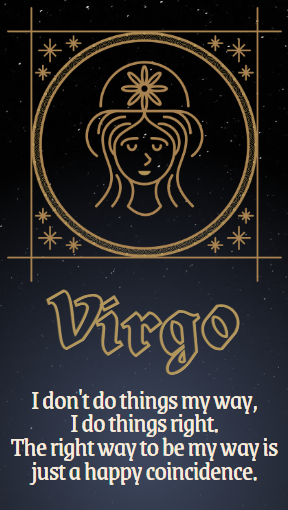 Virgo
I don't do things my way,
I do things right.
The right way to be my way is
just a happy coincidence.